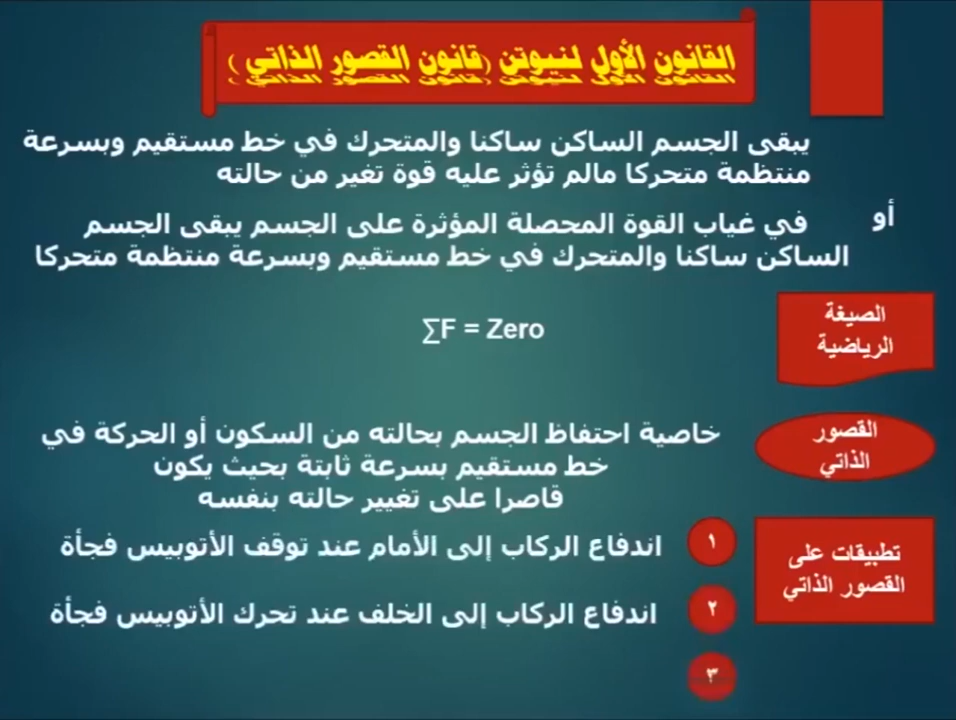 القانون الأول لنيوتن (قانون القصور الذاتي )
يبقى الجسم الساكن ساكنا والمتحرك في خط مستقيم وبسرعة
منتظمة متحركا مالم تؤثر عليه قوة تغير من حالته
أو
في غياب القوة المحصلة المؤثرة على الجسم يبقى الجسم
الساكن ساكنا والمتحرك في خط مستقيم وبسرعة منتظمة متحركا
الصيغة
الرياضية
∑F = Zero
القصور
الذاتي
خاصية احتفاظ الجسم بحالته من السكون أو الحركة في
خط مستقيم بسرعة ثابتة بحيث يكون
قاصرا على تغيير حالته بنفسه
تطبيقات على
القصور الذاتي
١
اندفاع الركاب إلى الأمام عند توقف الأتوبيس فجأة
٢
اندفاع الركاب إلى الخلف عند تحرك الأتوبيس فجأة
٣